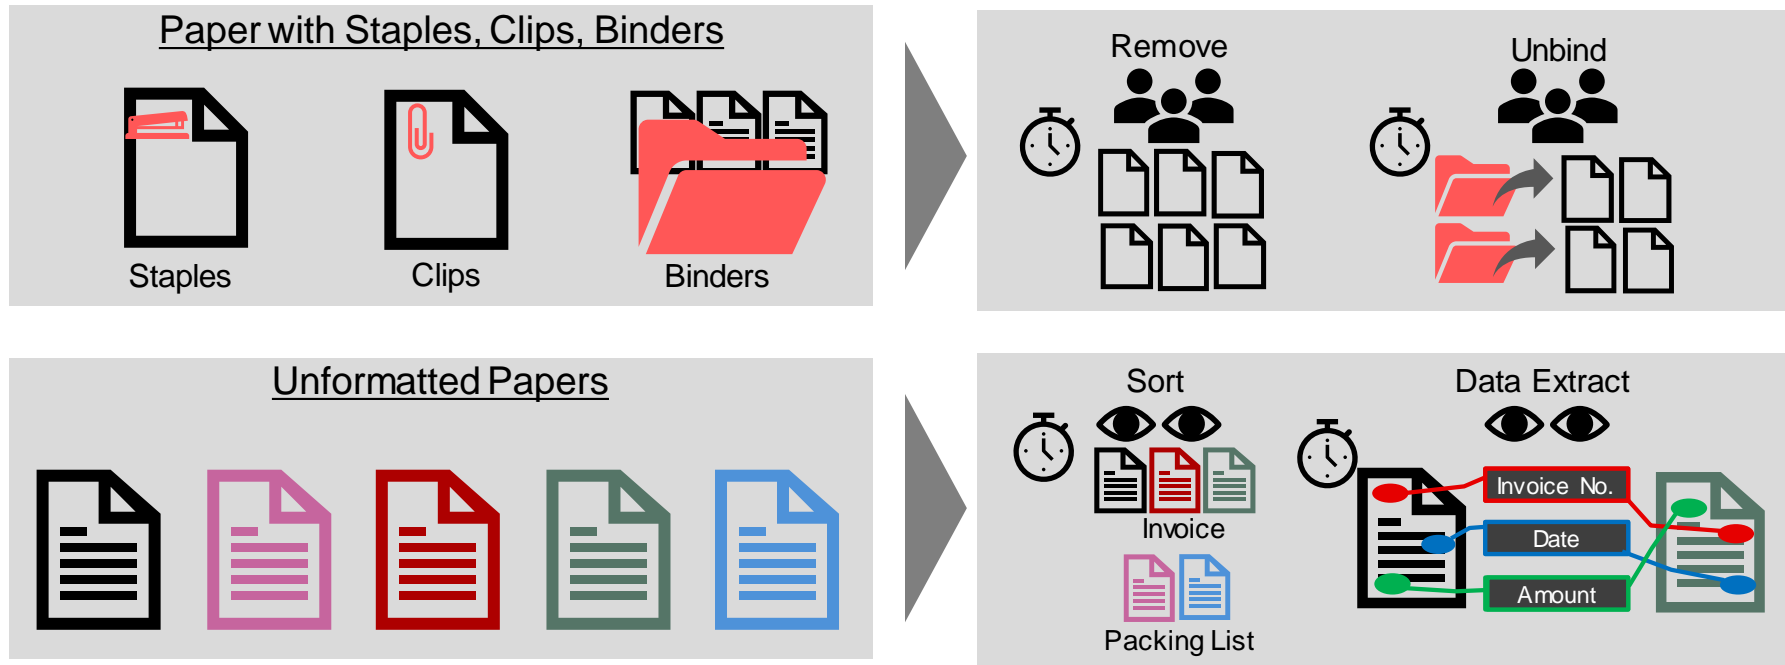 Paper with Staples, Clips, Binders
Staples
Clips
Binders
Remove
Unbind
Unformatted Papers
Sort
Invoice
Packing List
Data Extract
Invoice No.
Date
Amount